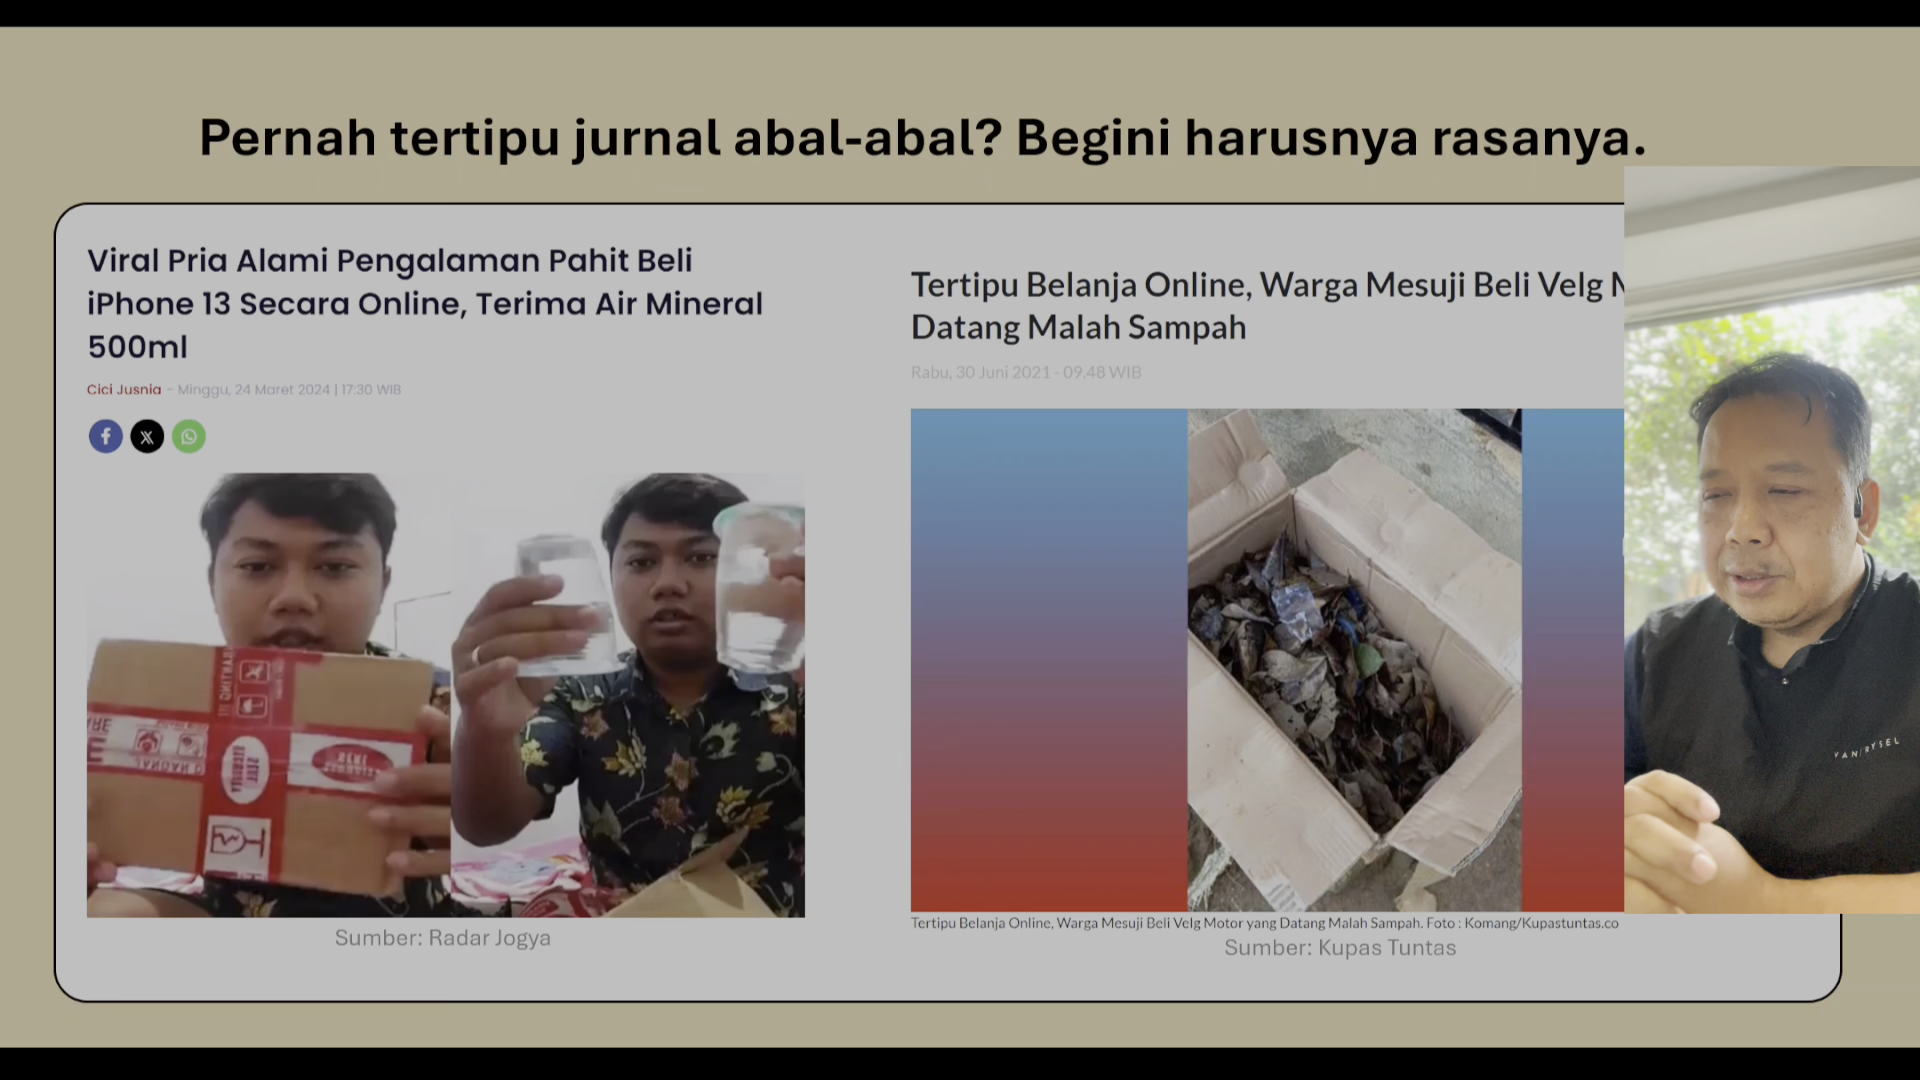 Pernah tertipu jurnal abal-abal? Begini harusnya rasanya.
Viral Pria Alami Pengalaman Pahit Beli
iPhone 13 Secara Online, Terima Air Mineral
500ml
Cici Jusnia - Minggu, 24 Maret 2024 | 17:30 WIB
Sumber: Radar Jogya
Tertipu Belanja Online, Warga Mesuji Beli Velg
Datang Malah Sampah
Rabu, 30 Juni 2021 - 09.48 WIB
Tertipu Belanja Online, Warga Mesuji Beli Velg Motor yang Datang Malah Sampah. Foto : Komang/Kupastuntas.co
Sumber: Kupas Tuntas
VAN RYSEL